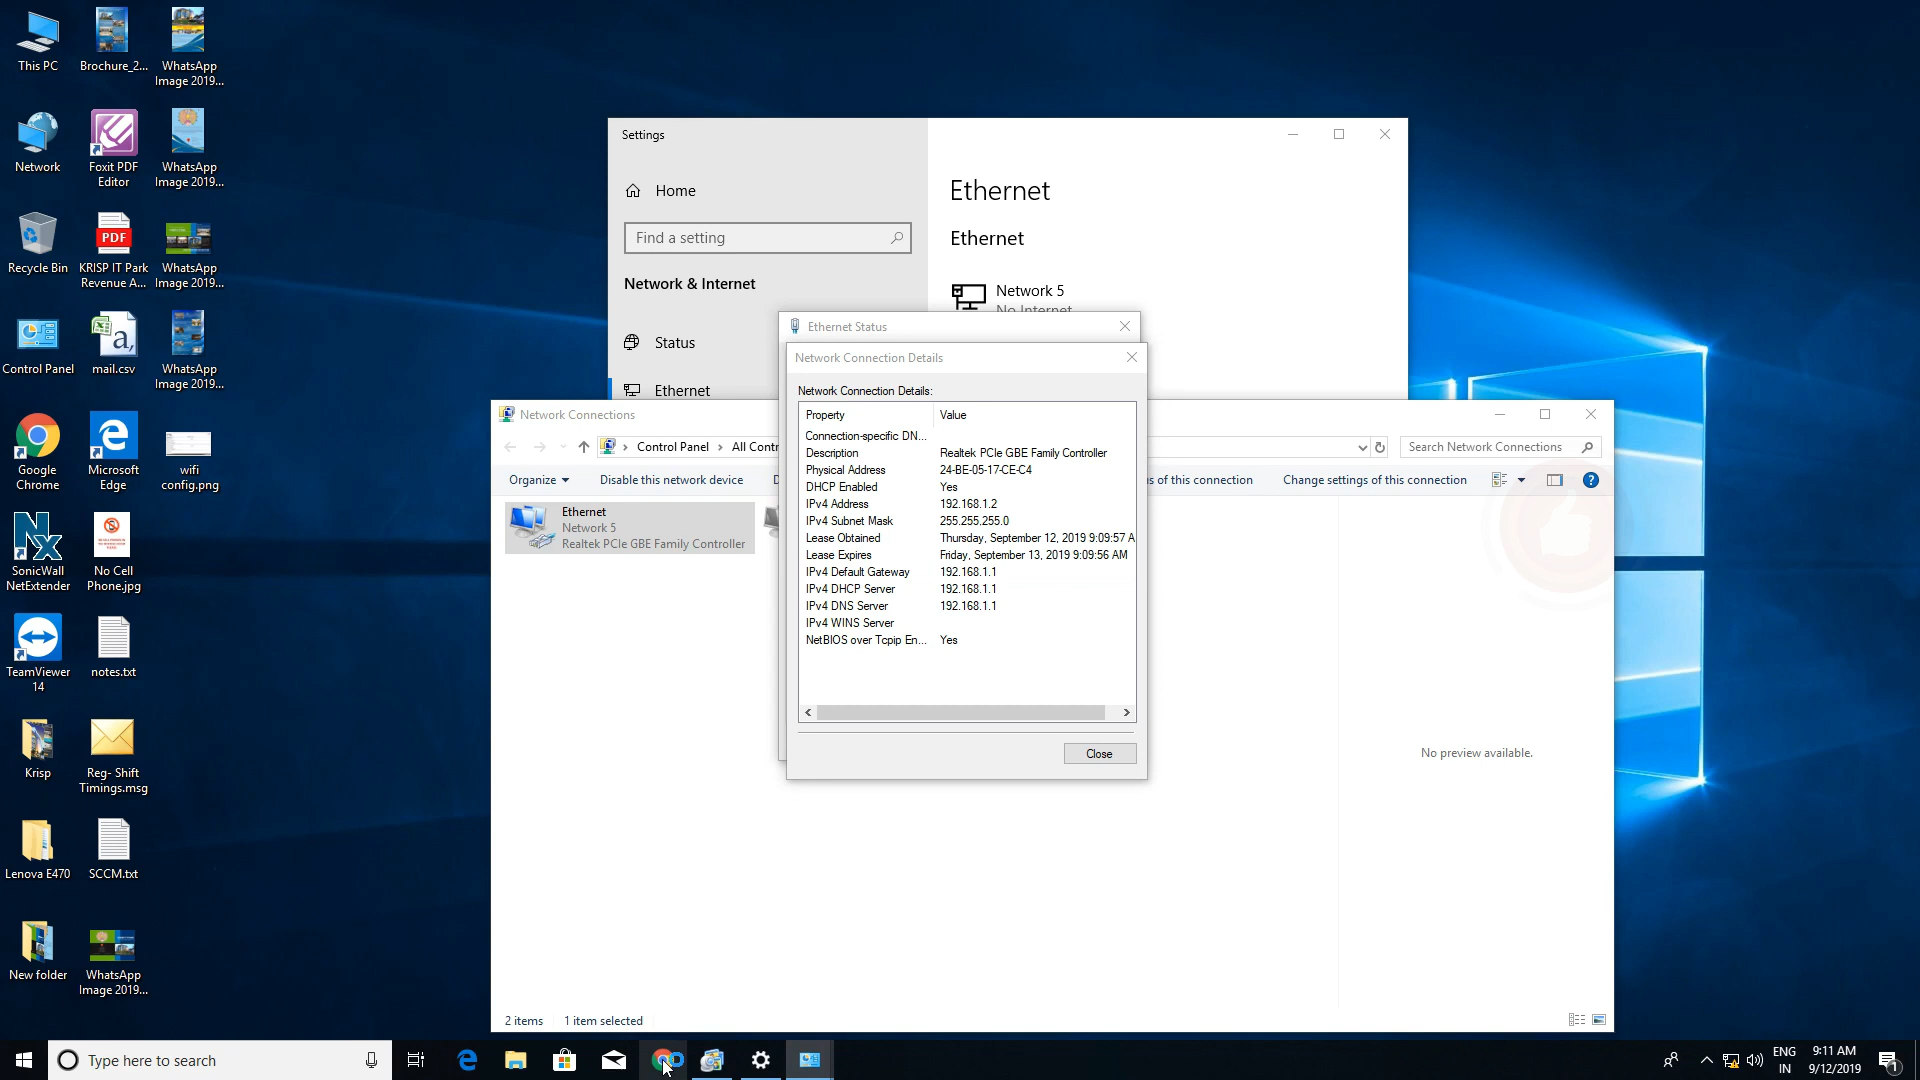 This PC
Brochure_2...
WhatsApp
Image 2019...
Network
Foxit PDF
Editor
WhatsApp
Image 2019...
Recycle Bin
PDF
KRISP IT Park
Revenue A...
WhatsApp
Image 2019...
Control Panel
mail.csv
WhatsApp
Image 2019...
Google
Chrome
Microsoft
Edge
wifi
config.png
SonicWall
NetExtender
No Cell
Phone.jpg
TeamViewer
14
notes.txt
Krisp
Reg- Shift
Timings.msg
Lenova E470
SCCM.txt
New folder
WhatsApp
Image 2019...
Settings
Home
Find a setting
Network & Internet
Status
Ethernet
Ethernet
Ethernet
Network 5
No Internet
Ethernet Status
Network Connection Details
Network Connection Details:
Property Value
Connection-specific DN...
Description Realtek PCIe GBE Family Controller
Physical Address 24-BE-05-17-CE-C4
DHCP Enabled Yes
IPv4 Address 192.168.1.2
IPv4 Subnet Mask 255.255.255.0
Lease Obtained Thursday, September 12, 2019 9:09:57 A
Lease Expires Friday, September 13, 2019 9:09:56 AM
IPv4 Default Gateway 192.168.1.1
IPv4 DHCP Server 192.168.1.1
IPv4 DNS Server 192.168.1.1
IPv4 WINS Server
NetBIOS over Tcpip En... Yes
Close
Network Connections
Control Panel > All Contr
Search Network Connections
Organize
Disable this network device
D
s of this connection
Change settings of this connection
Ethernet
Network 5
Realtek PCIe GBE Family Controller
No preview available.
2 items 1 item selected
Type here to search
ENG
IN
9:11 AM
9/12/2019
1